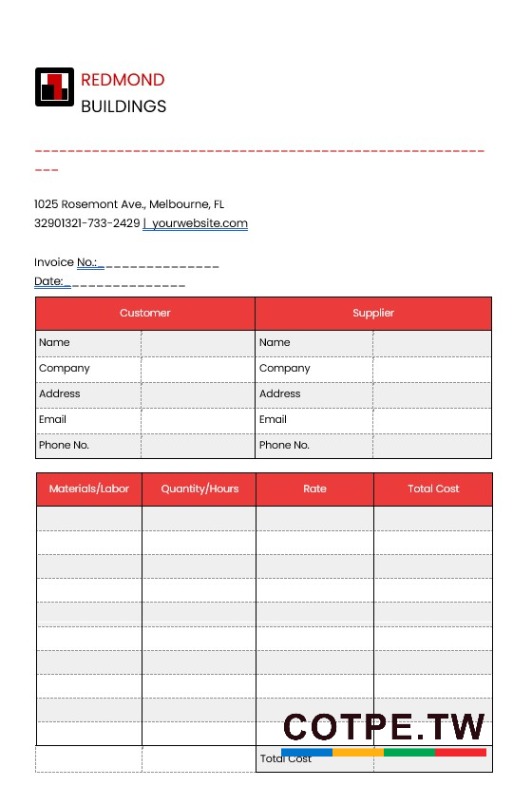 REDMOND
BUILDINGS
1025 Rosemont Ave., Melbourne, FL
32901321-733-2429 | yourwebsite.com
Invoice No.:_______________
Date:_______________
Customer Supplier
Name Name
Company Company
Address Address
Email Email
Phone No. Phone No.
Materials/Labor Quantity/Hours Rate Total Cost
COTPE.TW
Total Cost